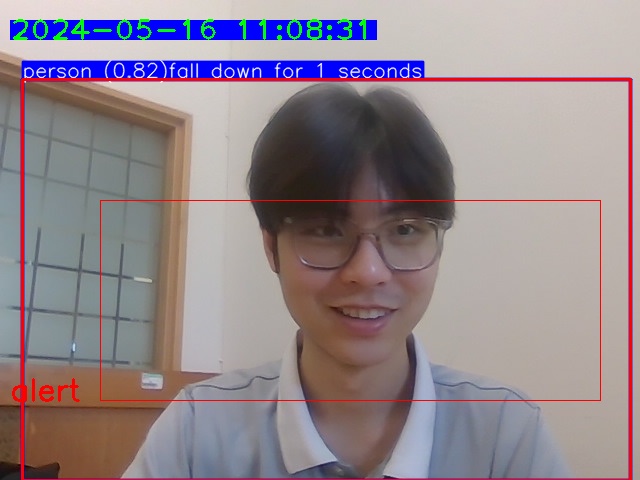 2024-05-16 11:08:31
person (0.82)fall down for 1 seconds
alert